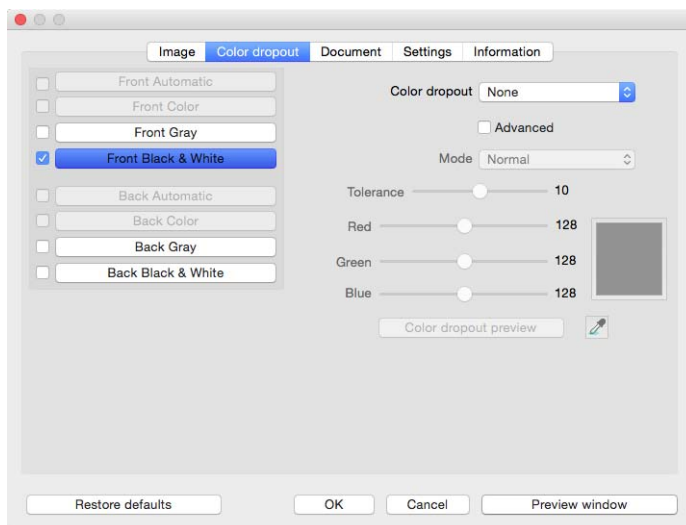 Image Color dropout Document Settings Information
Front Automatic
Front Color
Front Gray
Front Black & White
Back Automatic
Back Color
Back Gray
Back Black & White
Color dropout None
Advanced
Mode Normal
Tolerance 10
Red 128
Green 128
Blue 128
Color dropout preview
Restore defaults OK Cancel Preview window